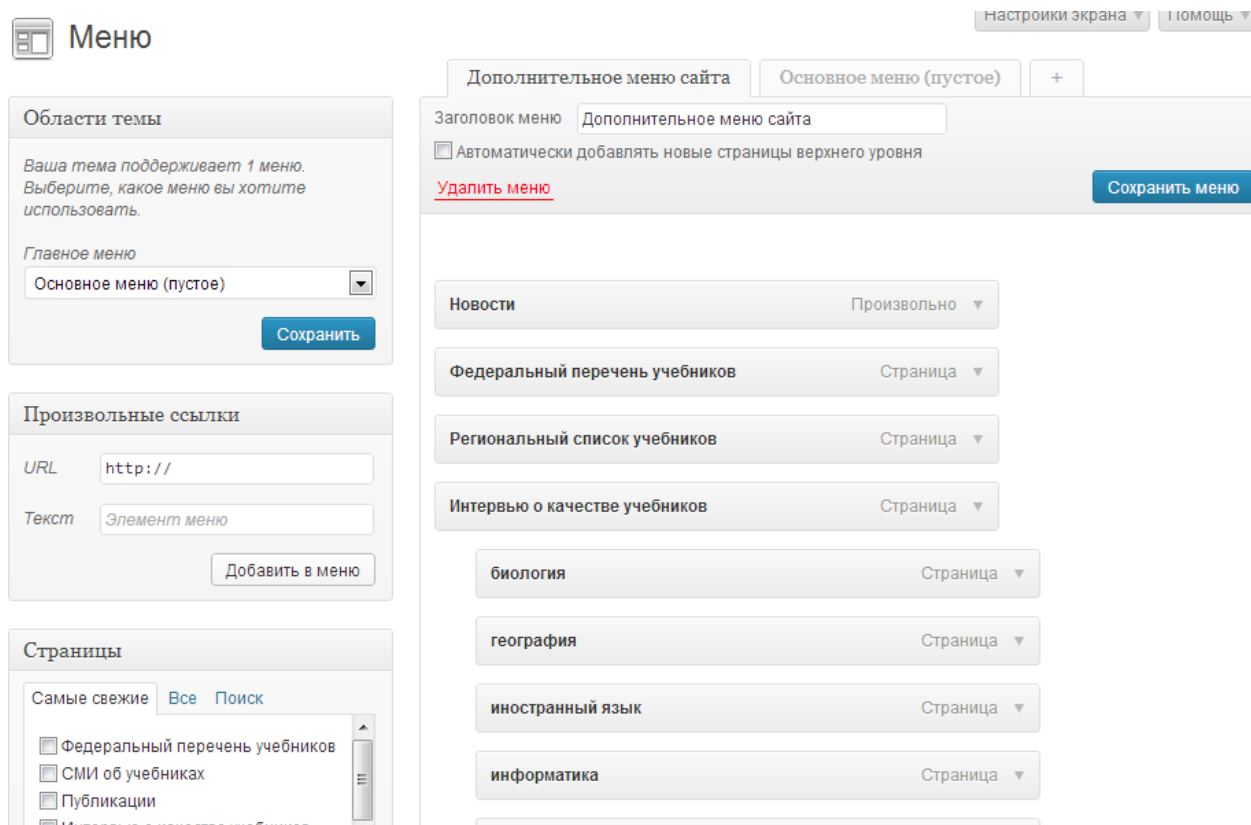 Меню
Настройки экрана
Помощь
Области темы
Ваша тема поддерживает 1 меню.
Выберите, какое меню вы хотите
использовать.
Главное меню
Основное меню (пустое)
Сохранить
Произвольные ссылки
URL http://
Текст Элемент меню
Добавить в меню
Страницы
Самые свежие Все Поиск
Федеральный перечень учебников
СМИ об учебниках
Публикации
Интервью о качестве учебников
Дополнительное меню сайта Основное меню (пустое) +
Заголовок меню Дополнительное меню сайта
Автоматически добавлять новые страницы верхнего уровня
Удалить меню
Сохранить меню
Новости Произвольно
Федеральный перечень учебников Страница
Региональный список учебников Страница
Интервью о качестве учебников Страница
биология Страница
география Страница
иностранный язык Страница
информатика Страница